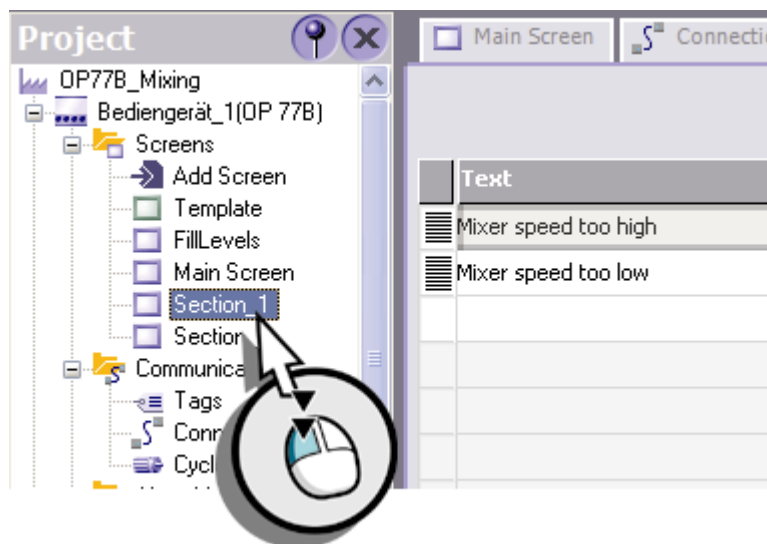 Project
Main Screen
Connecti
OP77B_Mixing
Bediengerät_1(OP 77B)
Screens
Add Screen
Template
FillLevels
Main Screen
Section_1
Section
Communica
Tags
Conn
Cycl
Text
Mixer speed too high
Mixer speed too low